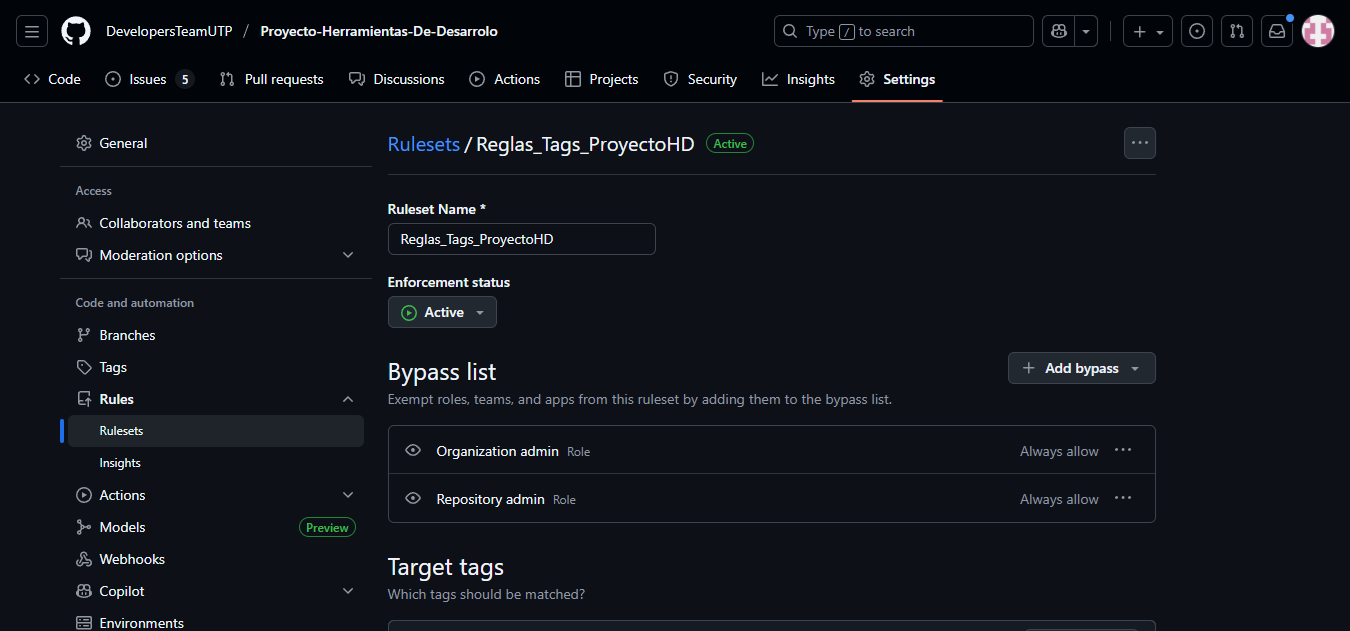 DevelopersTeamUTP / Proyecto-Herramientas-De-Desarrolo
Type / to search
Code Issues 5 Pull requests Discussions Actions Projects Security Insights Settings
General
Access
Collaborators and teams
Moderation options
Code and automation
Branches
Tags
Rules
Rulesets
Insights
Actions
Models Preview
Webhooks
Copilot
Environments
Rulesets / Reglas_Tags_ProyectoHD Active
Ruleset Name *
Reglas_Tags_ProyectoHD
Enforcement status
Active
Bypass list
Add bypass
Exempt roles, teams, and apps from this ruleset by adding them to the bypass list.
Organization admin Role Always allow
Repository admin Role Always allow
Target tags
Which tags should be matched?